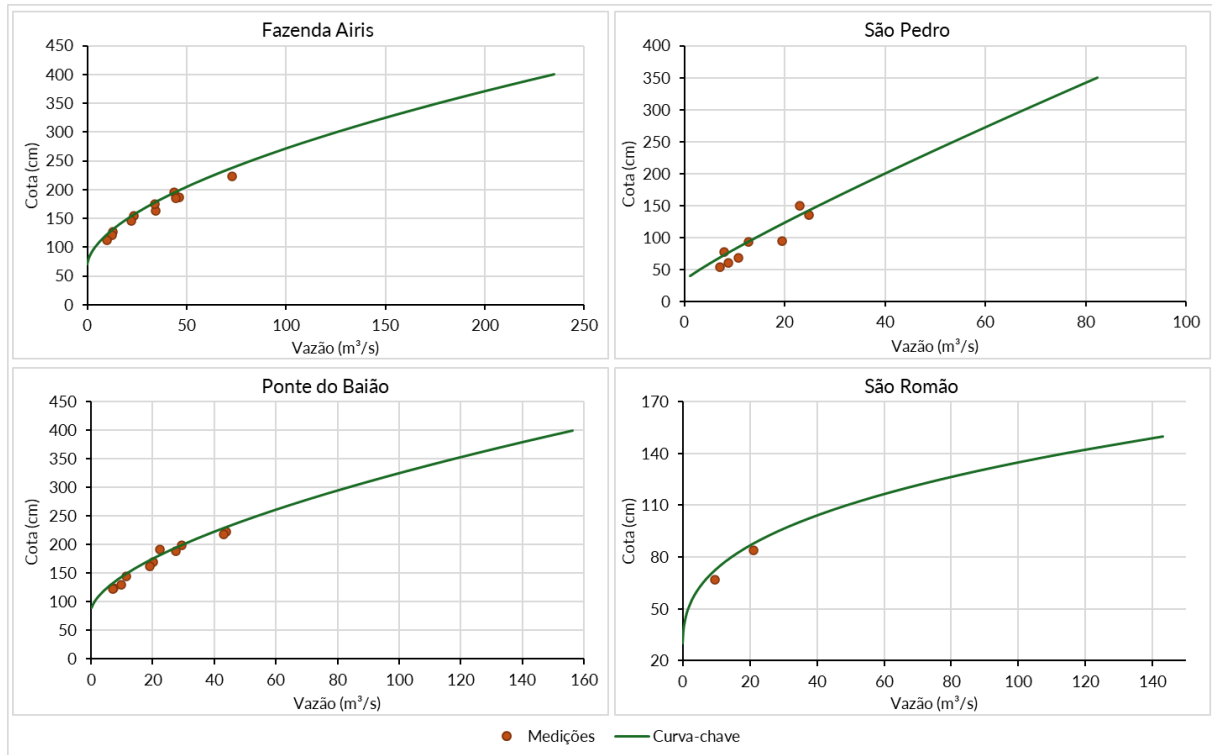 Fazenda Airis
450
400
350
300
250
200
150
100
50
0
Cota (cm)
0 50 100 150 200 250
Vazão (m³/s)
São Pedro
400
350
300
250
200
150
100
50
0
Cota (cm)
0 20 40 60 80 100
Vazão (m³/s)
Ponte do Baião
450
400
350
300
250
200
150
100
50
0
Cota (cm)
0 20 40 60 80 100 120 140 160
Vazão (m³/s)
São Romão
170
140
110
80
50
20
Cota (cm)
0 20 40 60 80 100 120 140
Vazão (m³/s)
Medições Curva-chave